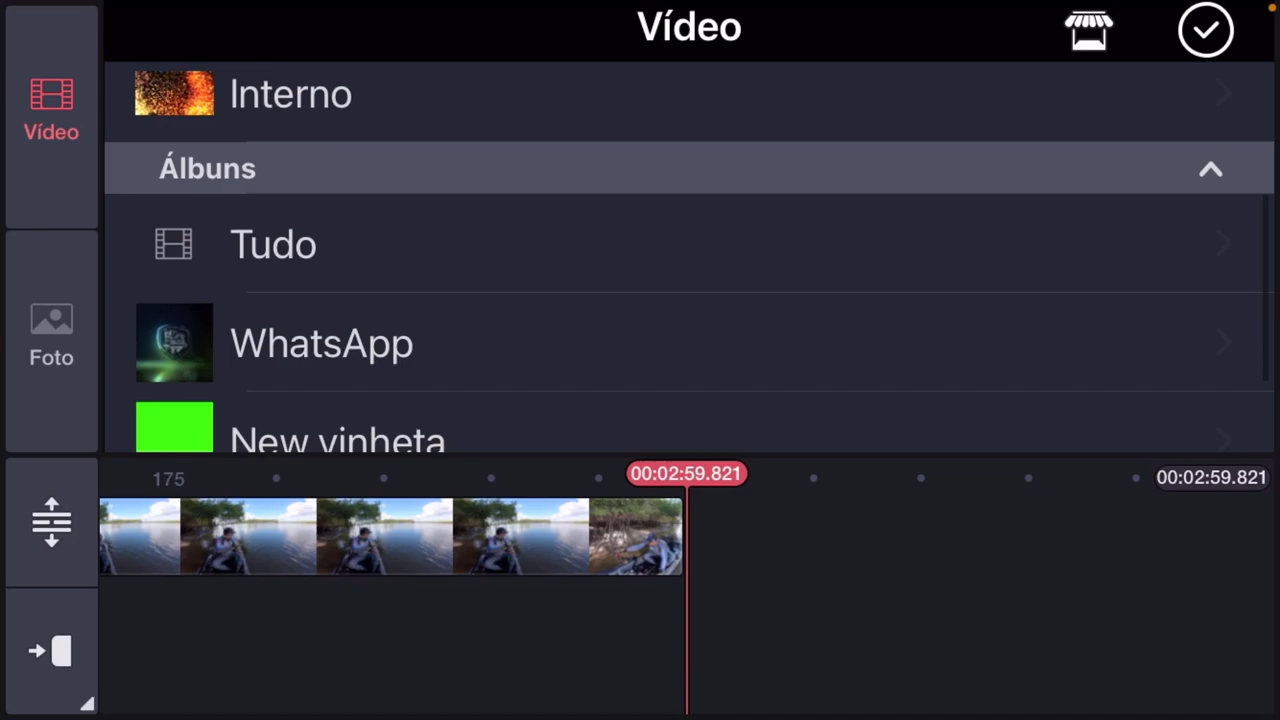 Vídeo
Interno
Vídeo
Álbuns
Tudo
Foto
WhatsApp
New vinheta
175
00:02:59.821
00:02:59.821